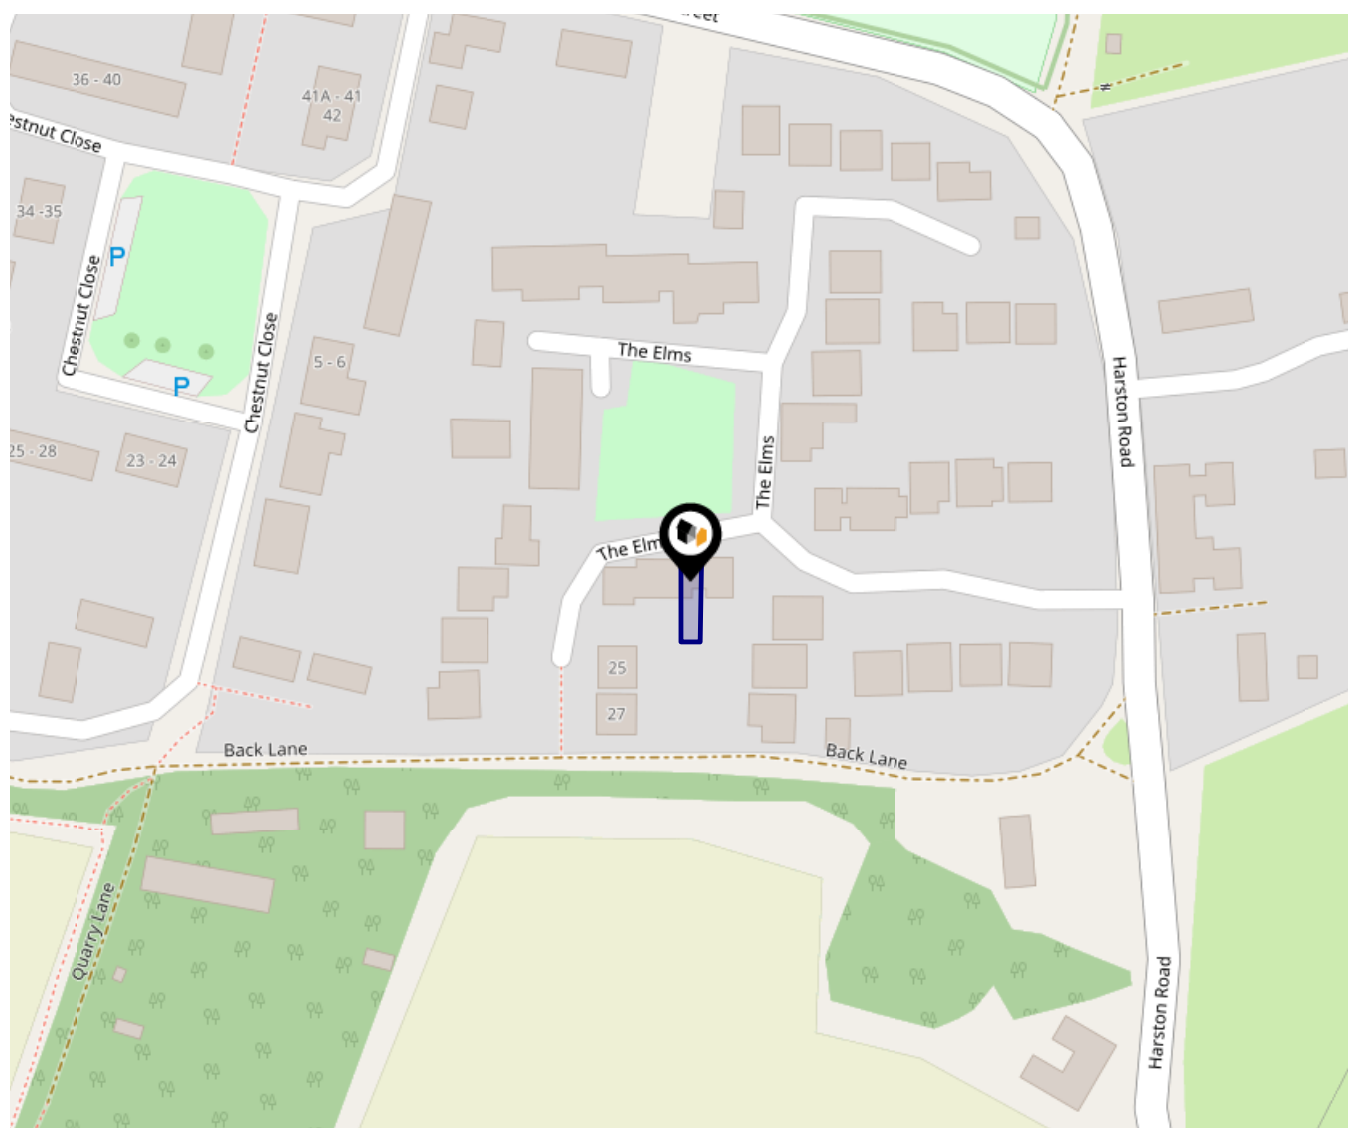 36 - 40
41A - 41
42
estnut Close
34 -35
P
Chestnut Close
Chestnut Close
5 - 6
P
The Elms
Harston Road
The Elms
25 - 28
23 - 24
The Elm
25
27
Back Lane
Back Lane
Quarry Lane
Harston Road